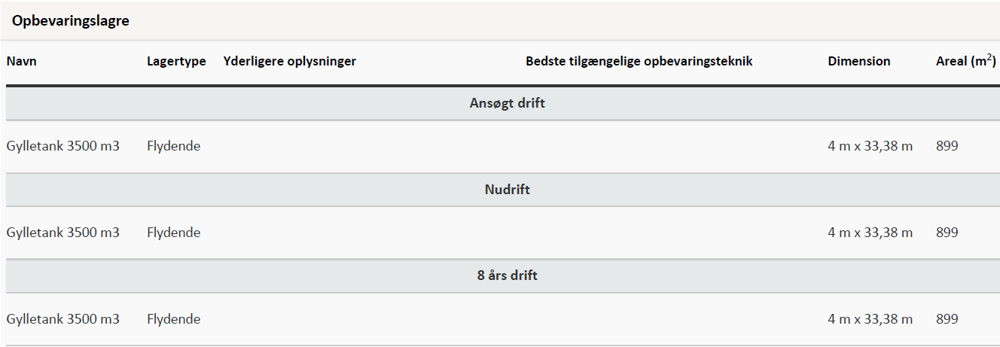 Opbevaringslagre
Navn Lagertype Yderligere oplysninger Bedste tilgængelige opbevaringsteknik Dimension Areal (m²)
Ansøgt drift
Gylletank 3500 m3 Flydende 4 m x 33,38 m 899
Nudrift
Gylletank 3500 m3 Flydende 4 m x 33,38 m 899
8 års drift
Gylletank 3500 m3 Flydende 4 m x 33,38 m 899